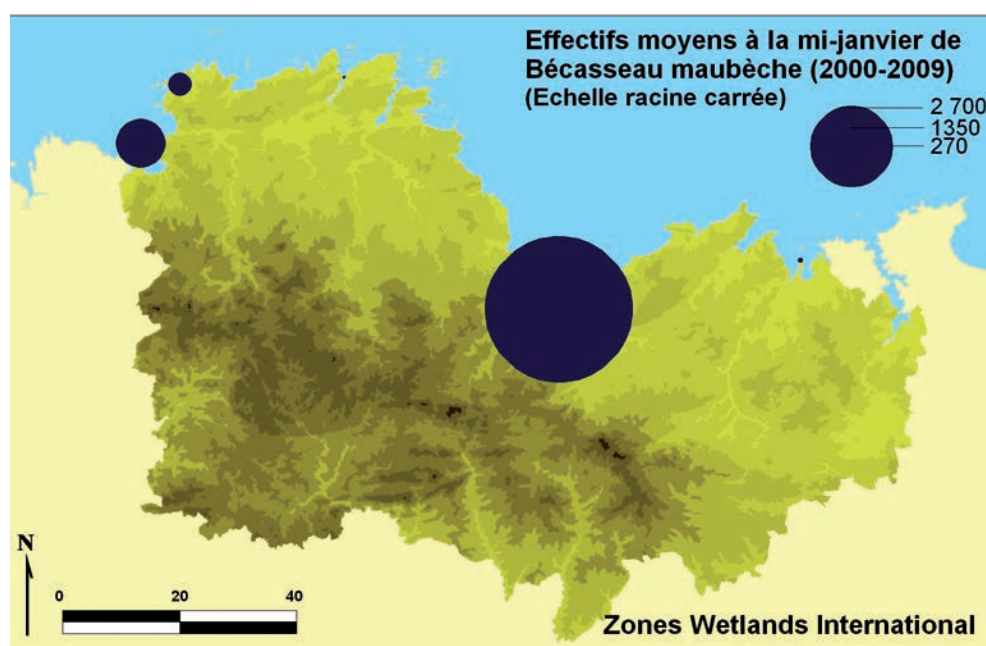 Effectifs moyens à la mi-janvier de
Bécasseau maubèche (2000-2009)
(Echelle racine carrée)
2 700
1350
270
N
0 20 40
Zones Wetlands International